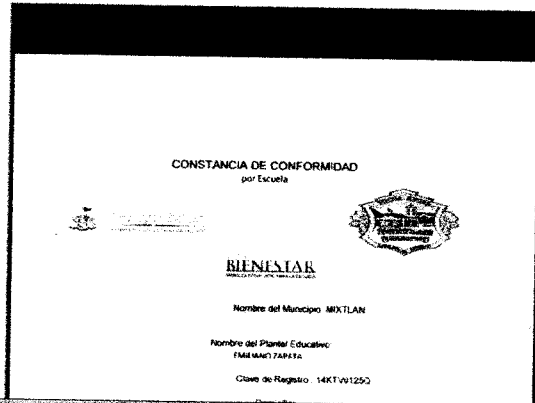 CONSTANCIA DE CONFORMIDAD
por Escuela
BIENESTAR
Nombre del Municipio MIXTLAN
Nombre del Plantel Educativo:
EMILIANO ZAPATA
Clave de Registro : 14KTV0125Q